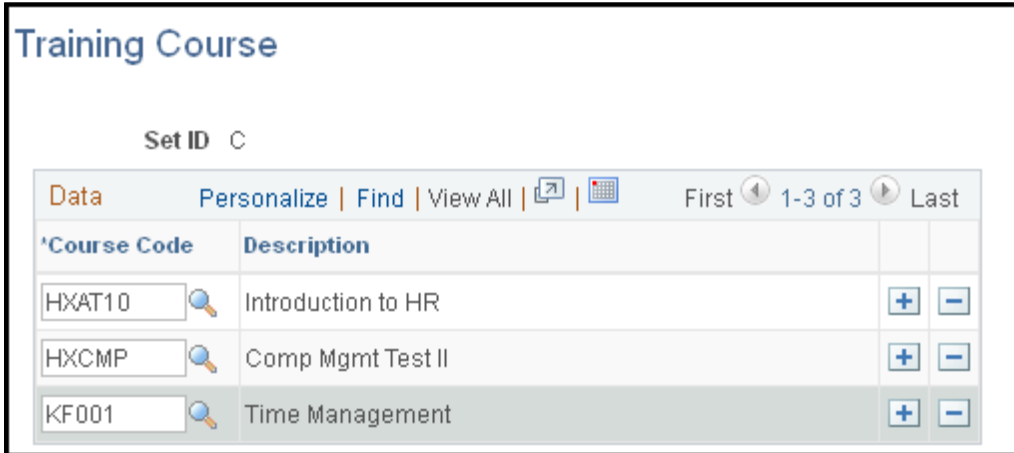 Training Course
Set ID C
Data Personalize | Find | View All | | First 1-3 of 3 Last
*Course Code Description
HXAT10 Introduction to HR
HXCMP Comp Mgmt Test II
KF001 Time Management